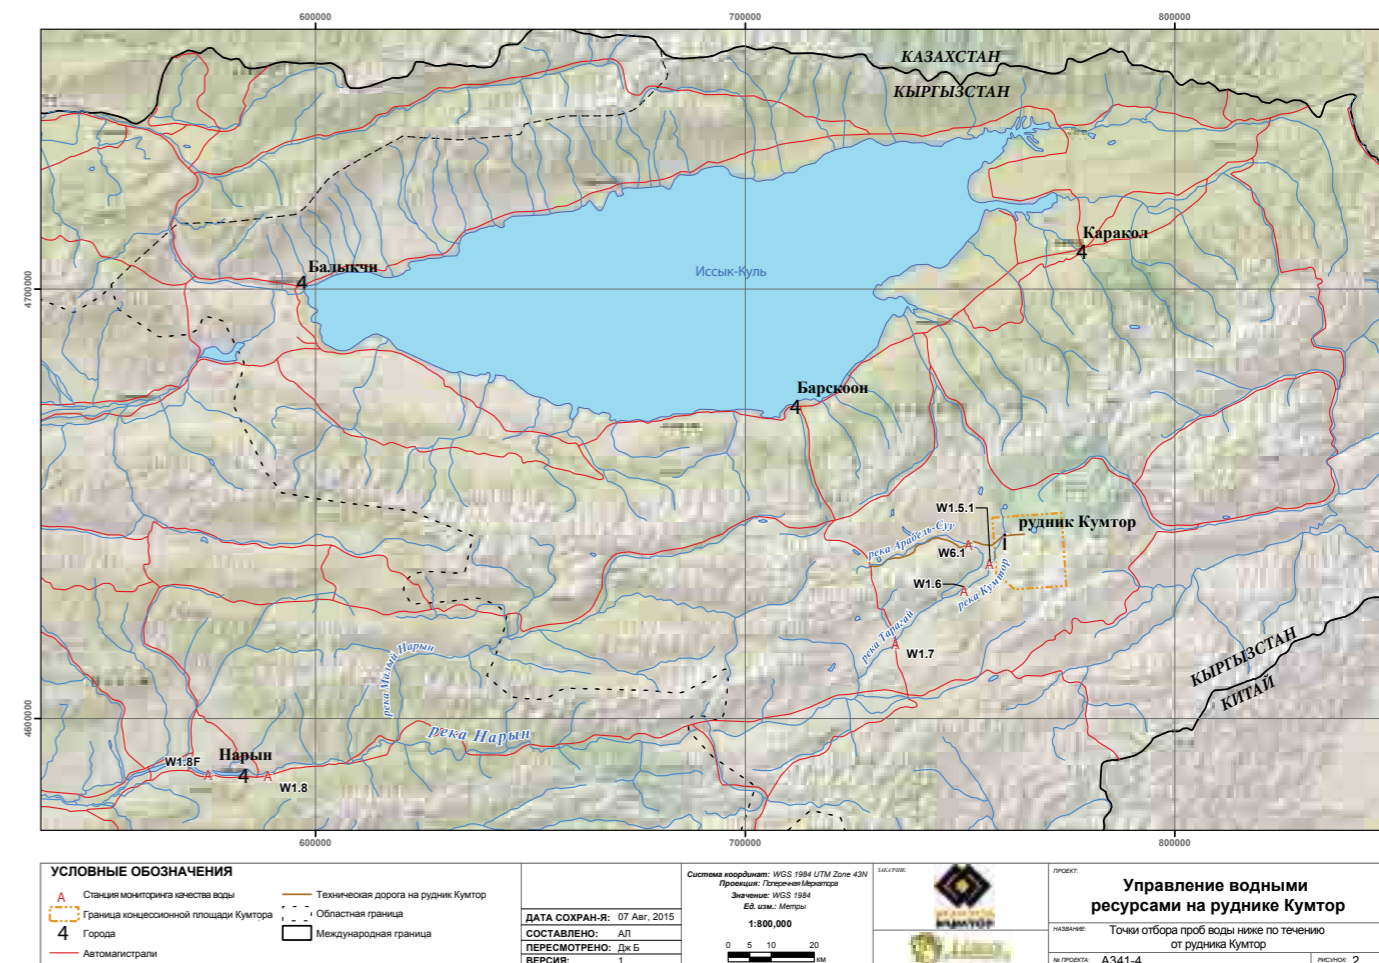 600000
700000
800000
КАЗАХСТАН
КЫРГЫЗСТАН
Каракол
4
Балыкчи
4
Иссык-Куль
4700000
Барскоон
4
W1.5.1
рудник Кумтор
река Арабель-Суу
W6.1
A
A
W1.6
A
река Кумтор
река Тарагай
A
W1.7
КЫРГЫЗСТАН
КИТАЙ
река Малый Нарын
4600000
река Нарын
Нарын
W1.8F
A
4
A
W1.8
600000
700000
800000
УСЛОВНЫЕ ОБОЗНАЧЕНИЯ
A Станция мониторинга качества воды
Граница концессионной площади Кумтора
4 Города
Автомагистрали
Техническая дорога на рудник Кумтор
Областная граница
Международная граница
ДАТА СОХРАН-Я: 07 Авг, 2015
СОСТАВЛЕНО: АЛ
ПЕРЕСМОТРЕНО: Дж Б
ВЕРСИЯ: 1
Система координат: WGS 1984 UTM Zone 43N
Проекция: Поперечная Меркатора
Значение: WGS 1984
Ед. изм.: Метры
1:800,000
0 5 10 20
КМ
ЗАКАЗЧИК:
КУМТОР
ПРОЕКТ:
Управление водными
ресурсами на руднике Кумтор
НАЗВАНИЕ:
Точки отбора проб воды ниже по течению
от рудника Кумтор
№ ПРОЕКТА: A341-4
РИСУНОК: 2